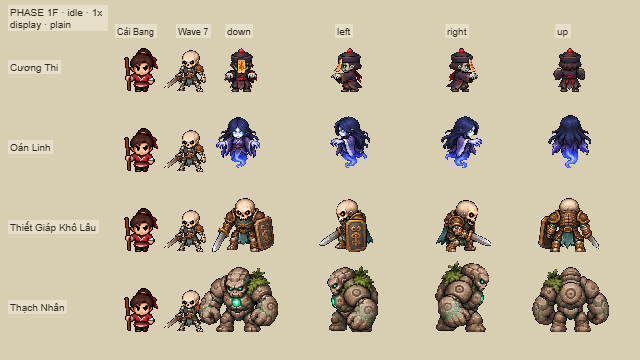 PHASE 1F · idle · 1x
display · plain
Cái Bang
Wave 7
down
left
right
up
Cương Thi
Oán Linh
Thiết Giáp Khô Lâu
Thạch Nhân